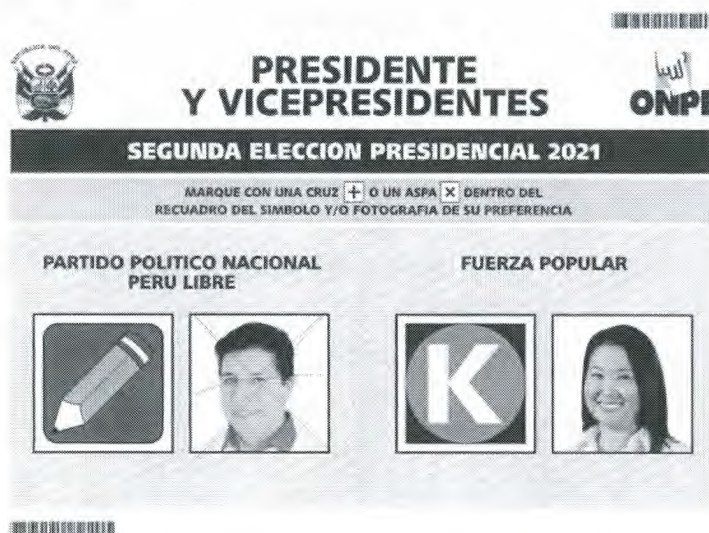 PRESIDENTE
Y VICEPRESIDENTES
ONPE
SEGUNDA ELECCION PRESIDENCIAL 2021
MARQUE CON UNA CRUZ + O UN ASPA X DENTRO DEL
RECUADRO DEL SIMBOLO Y/O FOTOGRAFIA DE SU PREFERENCIA
PARTIDO POLITICO NACIONAL
PERU LIBRE
FUERZA POPULAR
K